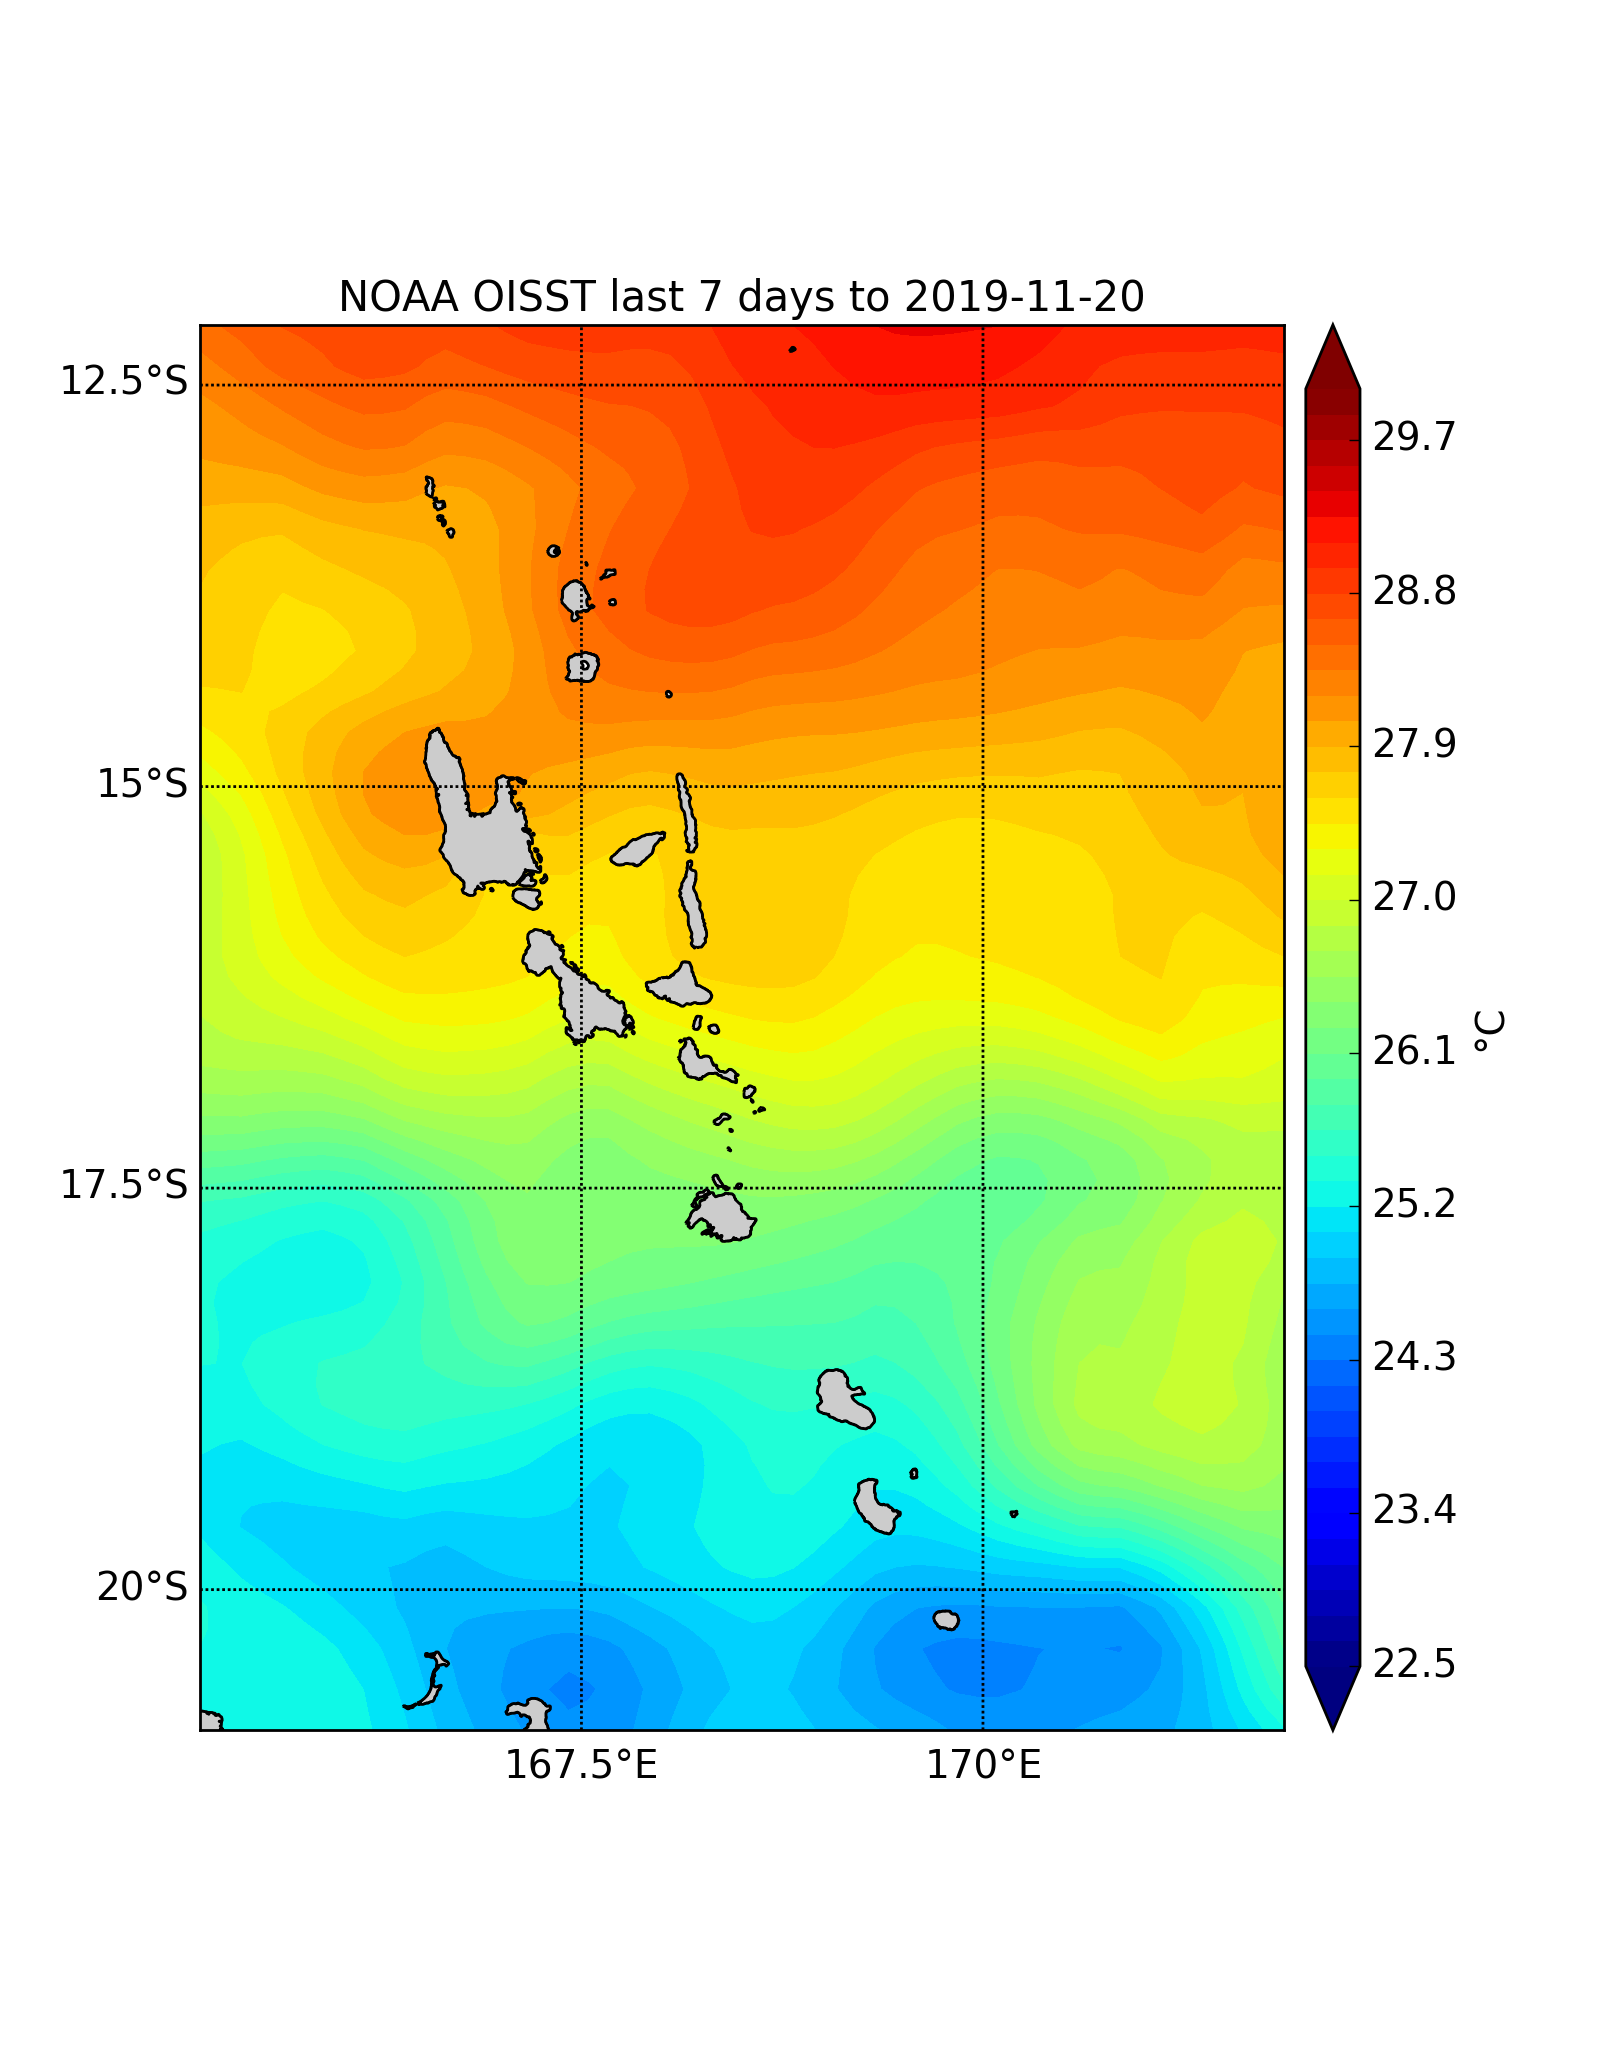 NOAA OISST last 7 days to 2019-11-20
12.5°S
15°S
17.5°S
20°S
167.5°E
170°E
29.7
28.8
27.9
27.0
26.1
25.2
24.3
23.4
22.5
°C